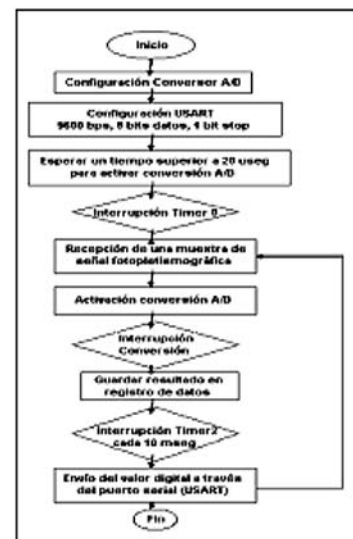 Inicio
Configuración Conversor A/D
Configuración USART
9600 bps, 8 bits datos, 1 bit stop
Esperar un tiempo superior a 20 useg
para activar conversión A/D
Interrupción Timer 0
Recepción de una muestra de
señal fotopletismográfica
Activación conversión A/D
Interrupción
Conversión
Guardar resultado en
registro de datos
Interrupción Timer2
cada 10 mseg
Envío del valor digital a través
del puerto serial (USART)
Fin